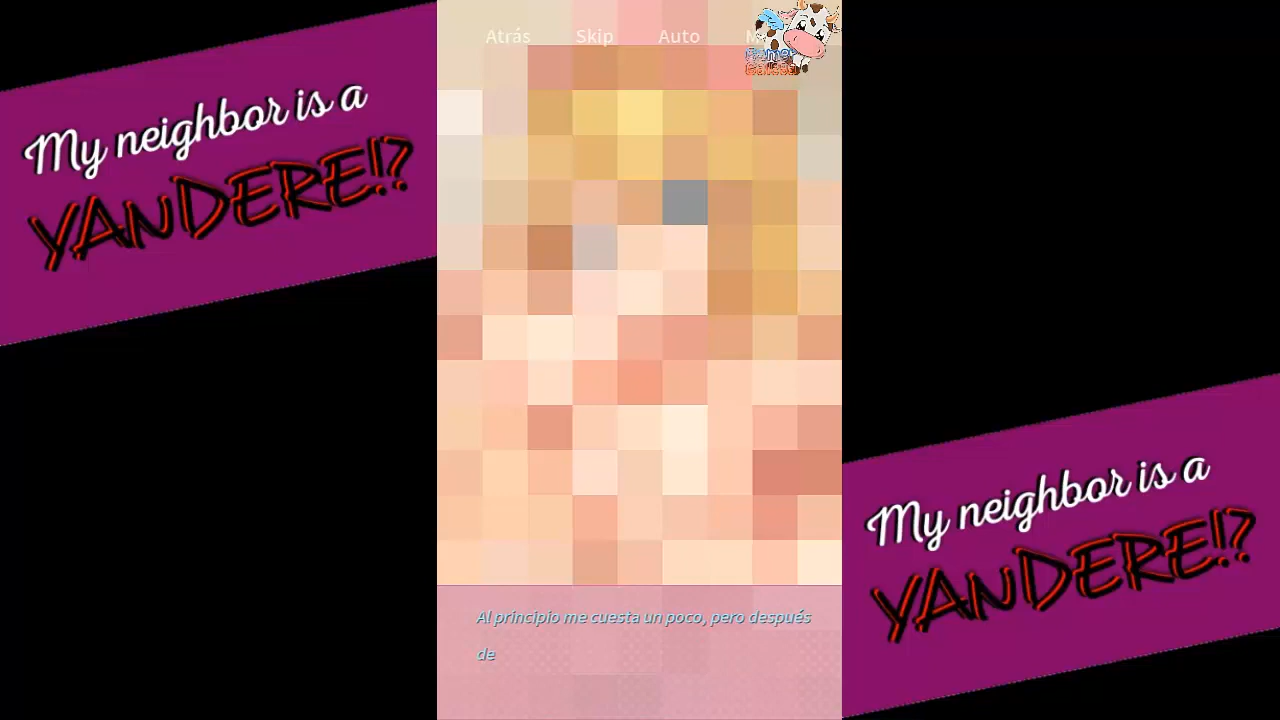 My neighbor is a
YANDERE!?
Atrás Skip Auto
Al principio me cuesta un poco, pero después
de
My neighbor is a
YANDERE!?